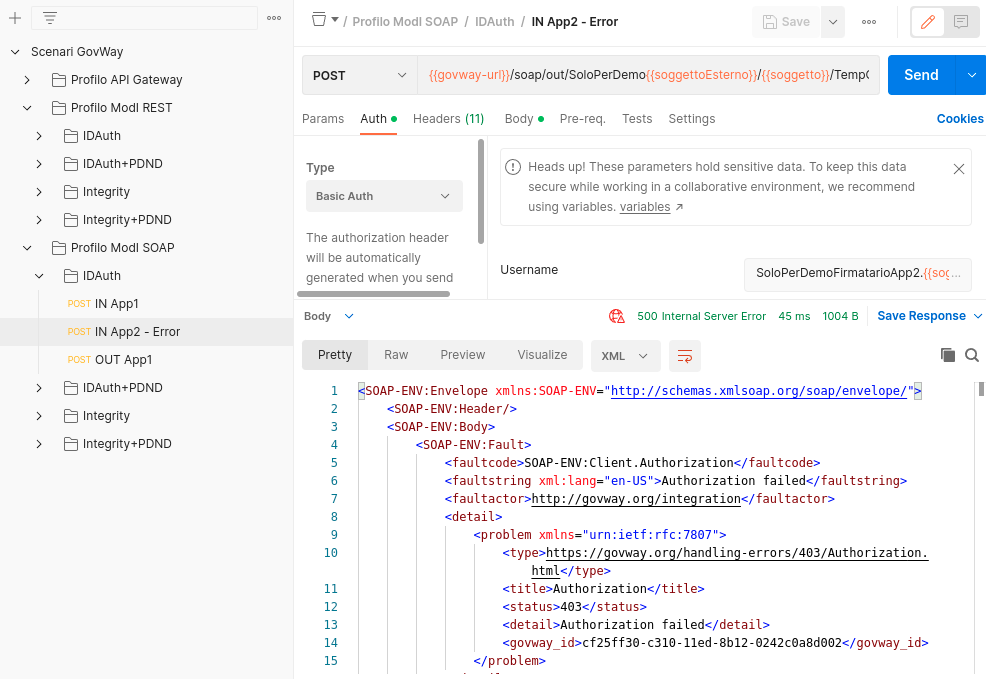 Scenari GovWay
Profilo API Gateway
Profilo ModI REST
IDAuth
IDAuth+PDND
Integrity
Integrity+PDND
Profilo ModI SOAP
IDAuth
POST IN App1
POST IN App2 - Error
POST OUT App1
IDAuth+PDND
Integrity
Integrity+PDND
/ Profilo ModI SOAP / IDAuth / IN App2 - Error
Save
POST
{{govway-url}}/soap/out/SoloPerDemo{{soggettoEsterno}}/{{soggetto}}/Temp
Send
Params Auth Headers (11) Body Pre-req. Tests Settings Cookies
Type
Basic Auth
The authorization header
will be automatically
generated when you send
Heads up! These parameters hold sensitive data. To keep this data
secure while working in a collaborative environment, we recommend
using variables. variables ↗
Username
SoloPerDemoFirmatarioApp2.{{sog...
Body
500 Internal Server Error 45 ms 1004 B Save Response
Pretty Raw Preview Visualize XML
1 <SOAP-ENV:Envelope xmlns:SOAP-ENV="http://schemas.xmlsoap.org/soap/envelope/">
2 <SOAP-ENV:Header/>
3 <SOAP-ENV:Body>
4 <SOAP-ENV:Fault>
5 <faultcode>SOAP-ENV:Client.Authorization</faultcode>
6 <faultstring xml:lang="en-US">Authorization failed</faultstring>
7 <faultactor>http://govway.org/integration</faultactor>
8 <detail>
9 <problem xmlns="urn:ietf:rfc:7807">
10 <type>https://govway.org/handling-errors/403/Authorization.
html</type>
11 <title>Authorization</title>
12 <status>403</status>
13 <detail>Authorization failed</detail>
14 <govway_id>cf25ff30-c310-11ed-8b12-0242c0a8d002</govway_id>
15 </problem>